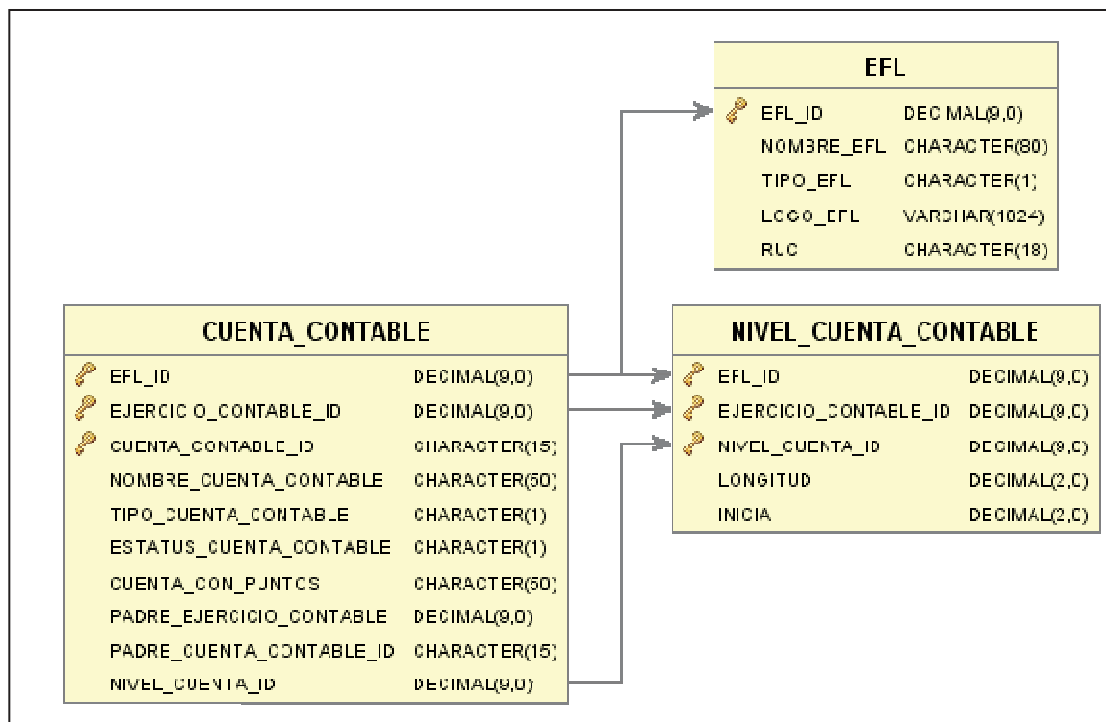 EFL
EFL_ID DECIMAL(9,0)
NOMBRE_EFL CHARACTER(80)
TIPO_EFL CHARACTER(1)
LOGO_EFL VARCHAR(1024)
RUC CHARACTER(18)
CUENTA_CONTABLE
EFL_ID DECIMAL(9,0)
EJERCICIO_CONTABLE_ID DECIMAL(9,0)
CUENTA_CONTABLE_ID CHARACTER(15)
NOMBRE_CUENTA_CONTABLE CHARACTER(50)
TIPO_CUENTA_CONTABLE CHARACTER(1)
ESTATUS_CUENTA_CONTABLE CHARACTER(1)
CUENTA_CON_PUNTOS CHARACTER(50)
PADRE_EJERCICIO_CONTABLE DECIMAL(9,0)
PADRE_CUENTA_CONTABLE_ID CHARACTER(15)
NIVEL_CUENTA_ID DECIMAL(9,0)
NIVEL_CUENTA_CONTABLE
EFL_ID DECIMAL(9,0)
EJERCICIO_CONTABLE_ID DECIMAL(9,0)
NIVEL_CUENTA_ID DECIMAL(9,0)
LONGITUD DECIMAL(2,0)
INICIA DECIMAL(2,0)